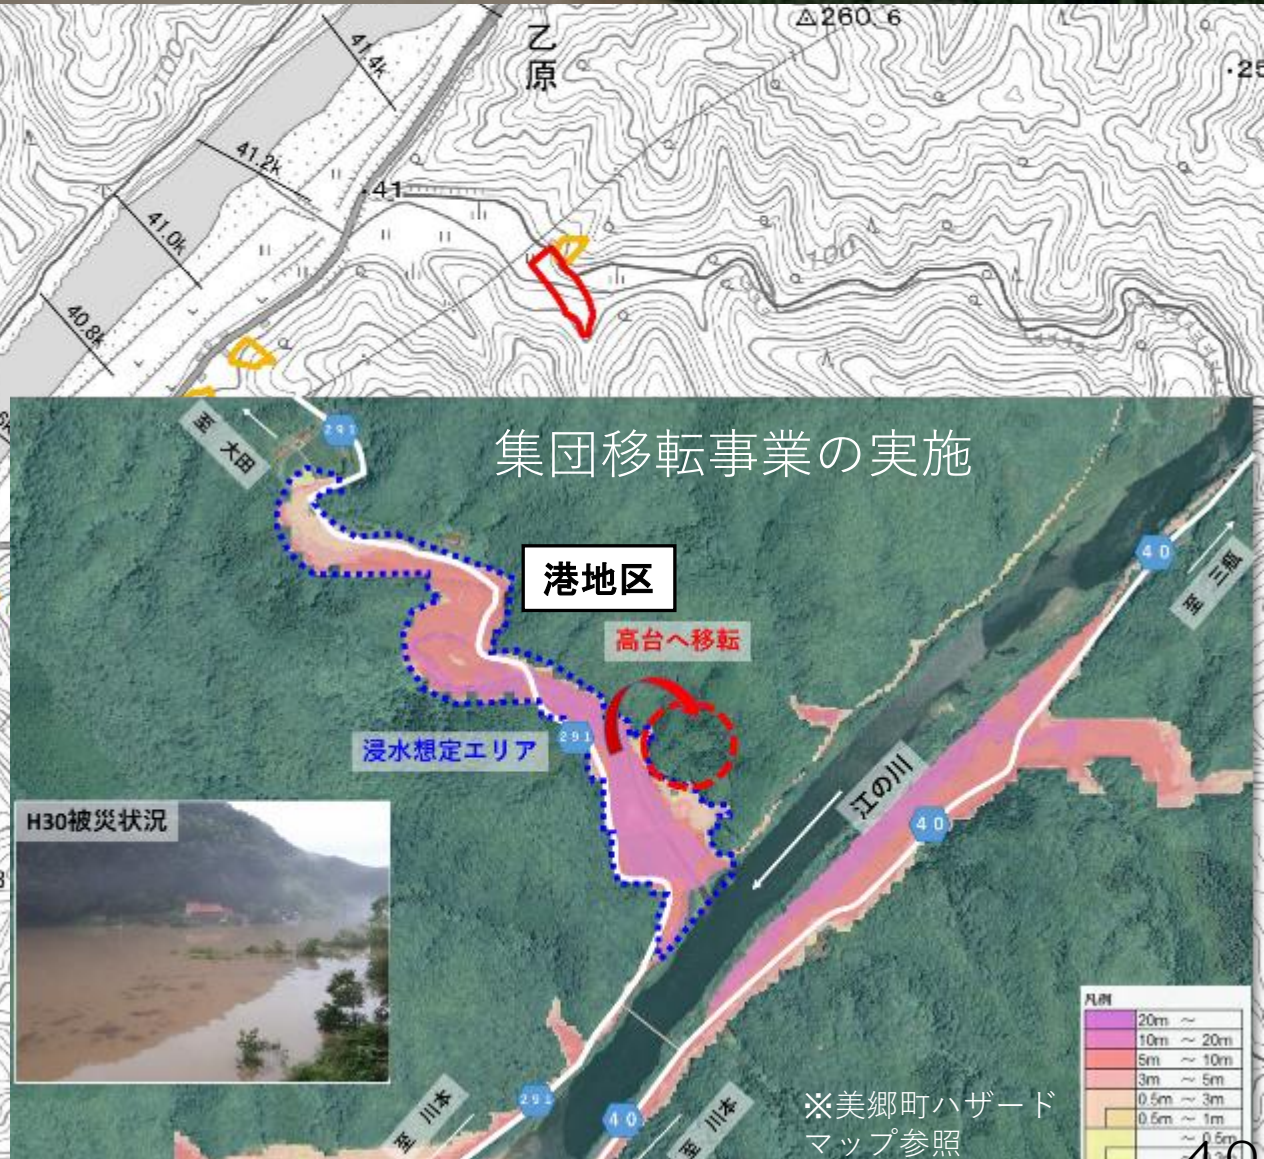 乙原
260.6
41.4k
41.2k
41
41.0k
100
40.8k
集団移転事業の実施
至 大田
291
港地区
高台へ移転
40
至 三瓶
浸水想定エリア
291
江の川
40
H30被災状況
凡例
20m ～
10m ～ 20m
5m ～ 10m
3m ～ 5m
0.5m ～ 3m
0.5m ～ 1m
～ 0.5m
291
40
至 川本
至 川本
※美郷町ハザード
マップ参照